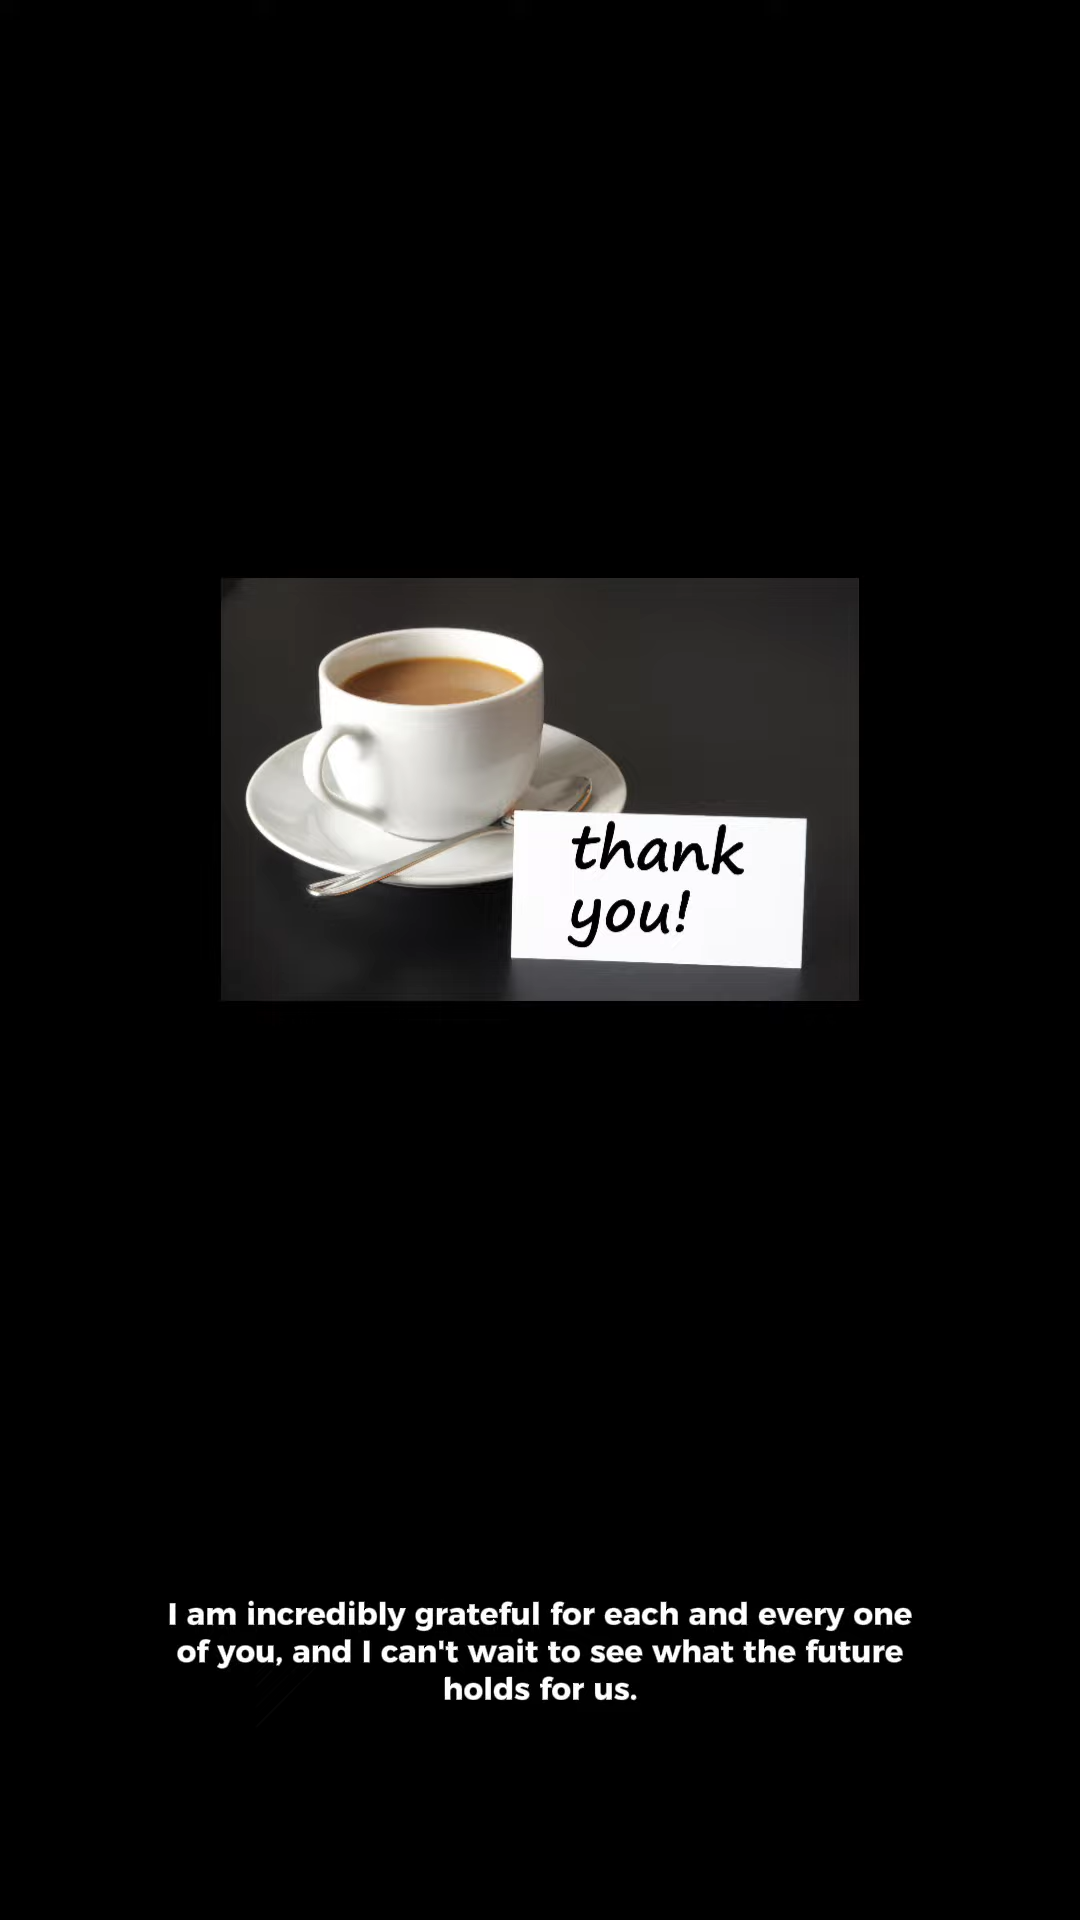 thank
you!
I am incredibly grateful for each and every one
of you, and I can't wait to see what the future
holds for us.